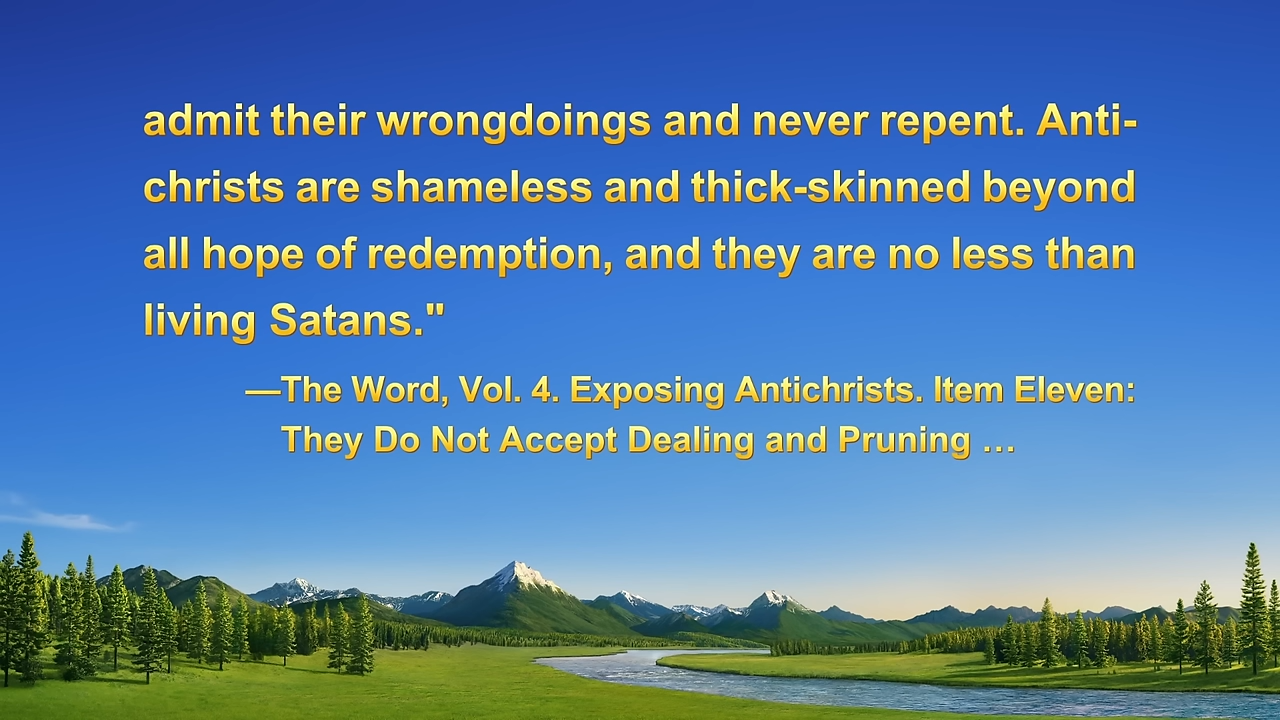 admit their wrongdoings and never repent. Anti-
christs are shameless and thick-skinned beyond
all hope of redemption, and they are no less than
living Satans."
—The Word, Vol. 4. Exposing Antichrists. Item Eleven:
They Do Not Accept Dealing and Pruning …